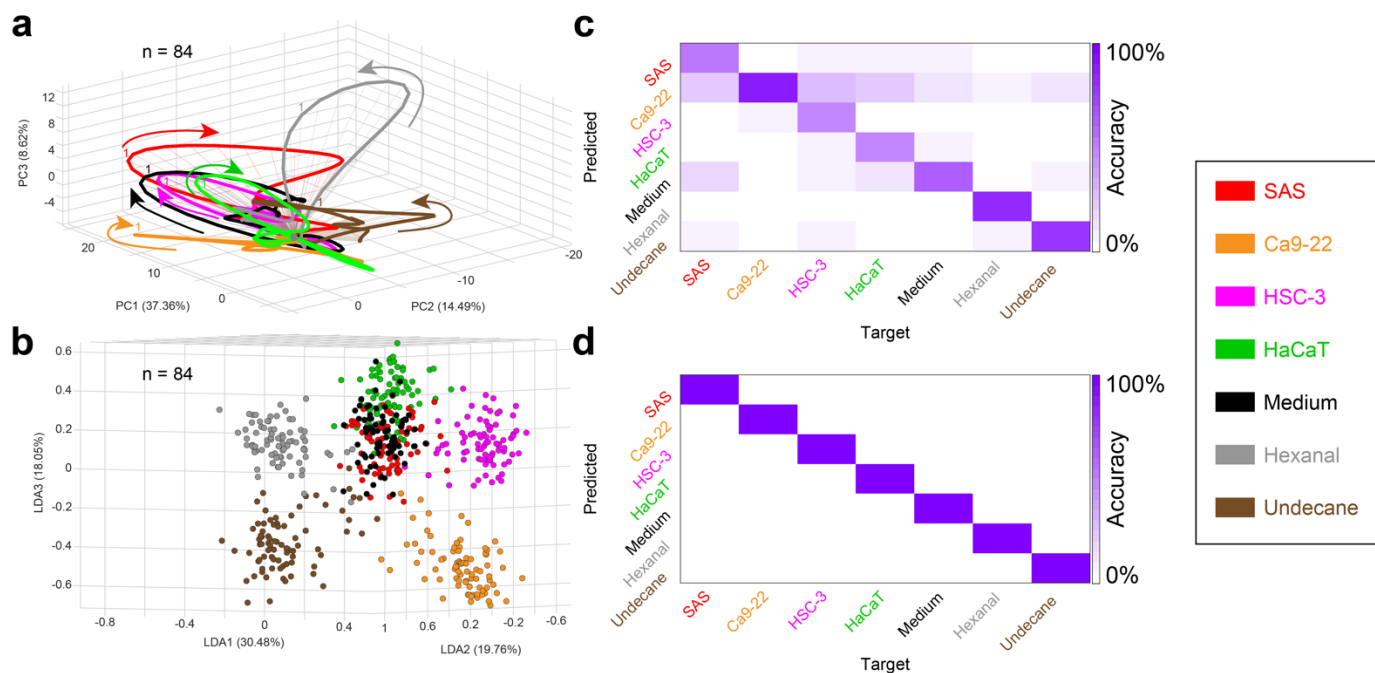 a
n = 84
12
8
4
0
-4
PC3 (8.62%)
1
1
1
1
1
20
10
0
0
-10
-20
PC1 (37.36%)
PC2 (14.49%)
b
n = 84
0.6
0.4
0.2
0
-0.2
-0.4
-0.6
LDA3 (18.05%)
-0.8
-0.4
0
0.4
1
0.6
0.2
-0.2
-0.6
LDA1 (30.48%)
LDA2 (19.76%)
c
Predicted
SAS
Ca9-22
HSC-3
HaCaT
Medium
Hexanal
Undecane
SAS
Ca9-22
HSC-3
HaCaT
Medium
Hexanal
Undecane
Target
100%
Accuracy
0%
d
Predicted
SAS
Ca9-22
HSC-3
HaCaT
Medium
Hexanal
Undecane
SAS
Ca9-22
HSC-3
HaCaT
Medium
Hexanal
Undecane
Target
100%
Accuracy
0%
SAS
Ca9-22
HSC-3
HaCaT
Medium
Hexanal
Undecane